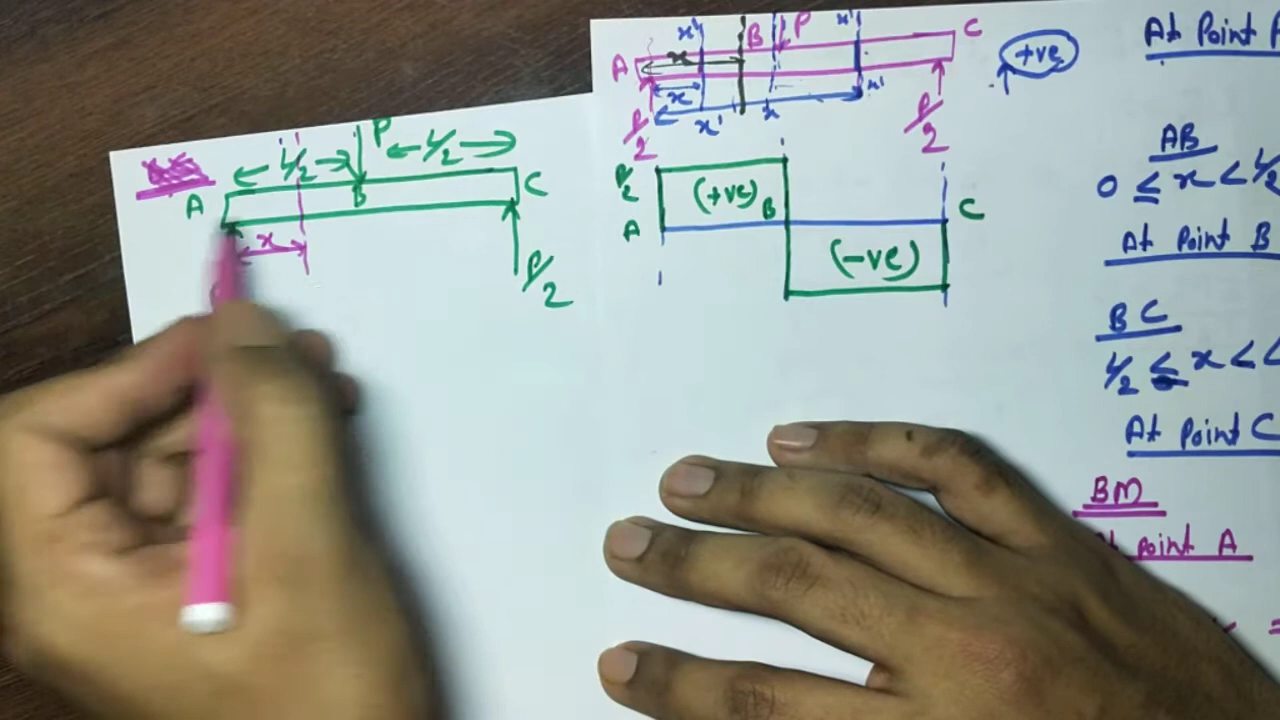 P
L/2
L/2
A
B
C
x
P/2
x'
B
P
x'
C
A
x
x
x'
x
x'
P/2
P/2
+ve
P/2
(+ve)
B
A
C
(-ve)
At Point
AB
0 ≤ x < L/2
At Point B
BC
L/2 ≤ x <
At Point C
BM
Point A
=